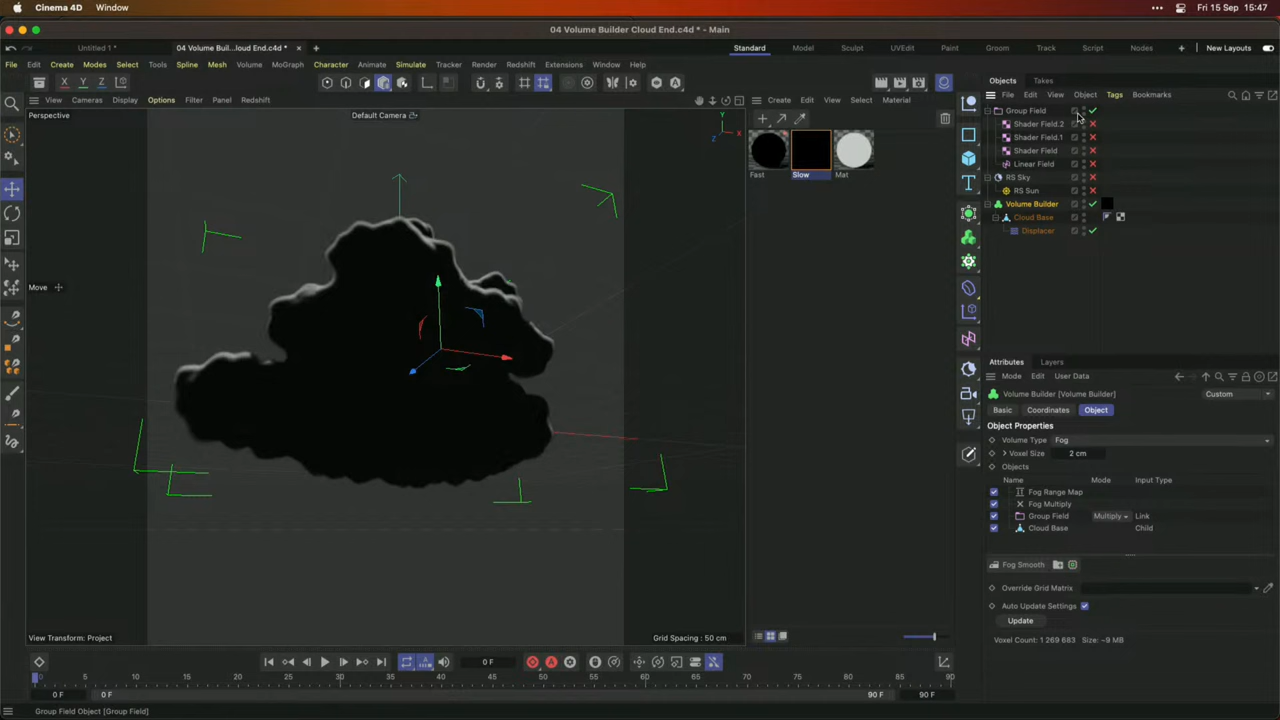 Cinema 4D Window Fri 15 Sep 15:47
04 Volume Builder Cloud End.c4d * - Main
Untitled 1 * 04 Volume Buil...loud End.c4d * Standard Model Sculpt UVEdit Paint Groom Track Script Nodes New Layouts
File Edit Create Modes Select Tools Spline Mesh Volume MoGraph Character Animate Simulate Tracker Render Redshift Extensions Window Help
X Y Z
Objects Takes
View Cameras Display Options Filter Panel Redshift
Create Edit View Select Material
File Edit View Object Tags Bookmarks
Perspective
Default Camera
Y
X
Z
Fast Slow Mat
Group Field
Shader Field.2
Shader Field.1
Shader Field
Linear Field
RS Sky
RS Sun
Volume Builder
Cloud Base
Displacer
Move
Attributes Layers
Mode Edit User Data
Volume Builder [Volume Builder] Custom
Basic Coordinates Object
Object Properties
Volume Type Fog
Voxel Size 2 cm
Objects
Name Mode Input Type
Fog Range Map
Fog Multiply
Group Field Multiply Link
Cloud Base Child
Fog Smooth
Override Grid Matrix
Auto Update Settings
Update
Voxel Count: 1 269 683 Size: ~9 MB
View Transform: Project
Grid Spacing : 50 cm
0 F
0 5 10 15 20 25 30 35 40 45 50 55 60 65 70 75 80 85 90
0 F 0 F 90 F 90 F
Group Field Object [Group Field]